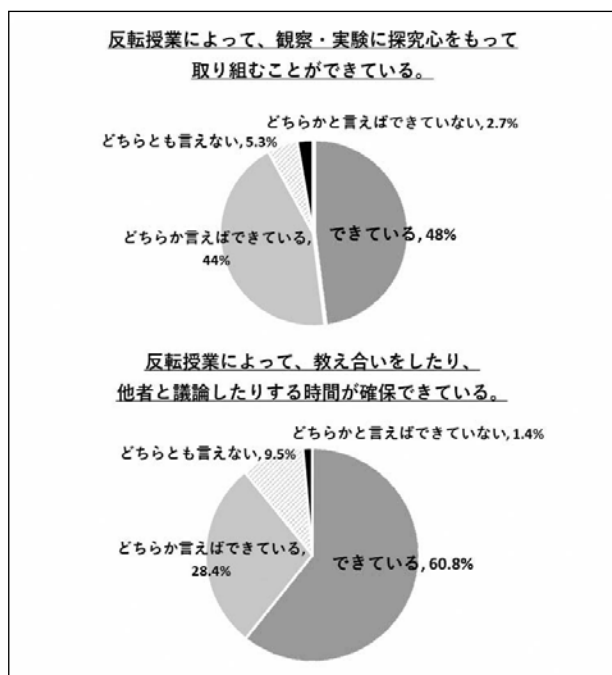 反転授業によって、観察・実験に探究心をもって
取り組むことができている。
どちらかと言えばできていない, 2.7%
どちらとも言えない, 5.3%
どちらか言えばできている,
44%
できている, 48%
反転授業によって、教え合いをしたり、
他者と議論したりする時間が確保できている。
どちらかと言えばできていない, 1.4%
どちらとも言えない, 9.5%
どちらか言えばできている,
28.4%
できている, 60.8%